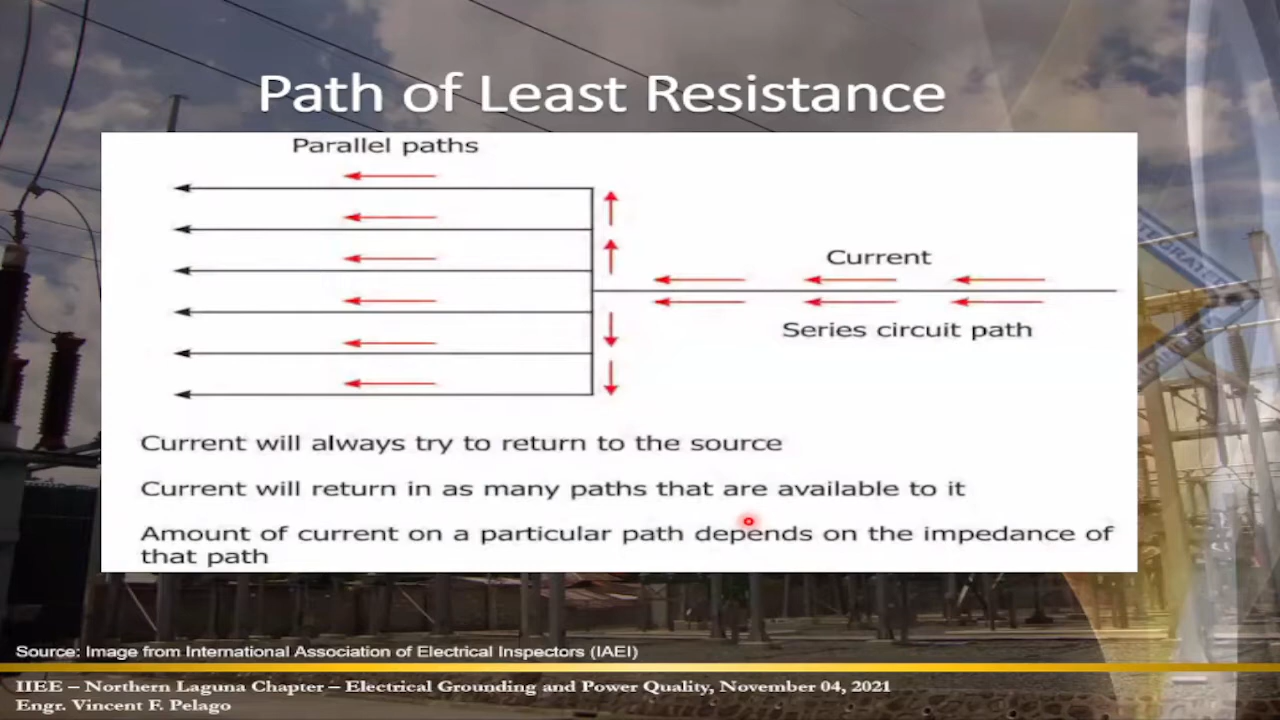 Path of Least Resistance
Parallel paths
Current
Series circuit path
Current will always try to return to the source
Current will return in as many paths that are available to it
Amount of current on a particular path depends on the impedance of
that path
INTEGRATED
Source: Image from International Association of Electrical Inspectors (IAEI)
IIEE – Northern Laguna Chapter – Electrical Grounding and Power Quality, November 04, 2021
Engr. Vincent F. Pelago